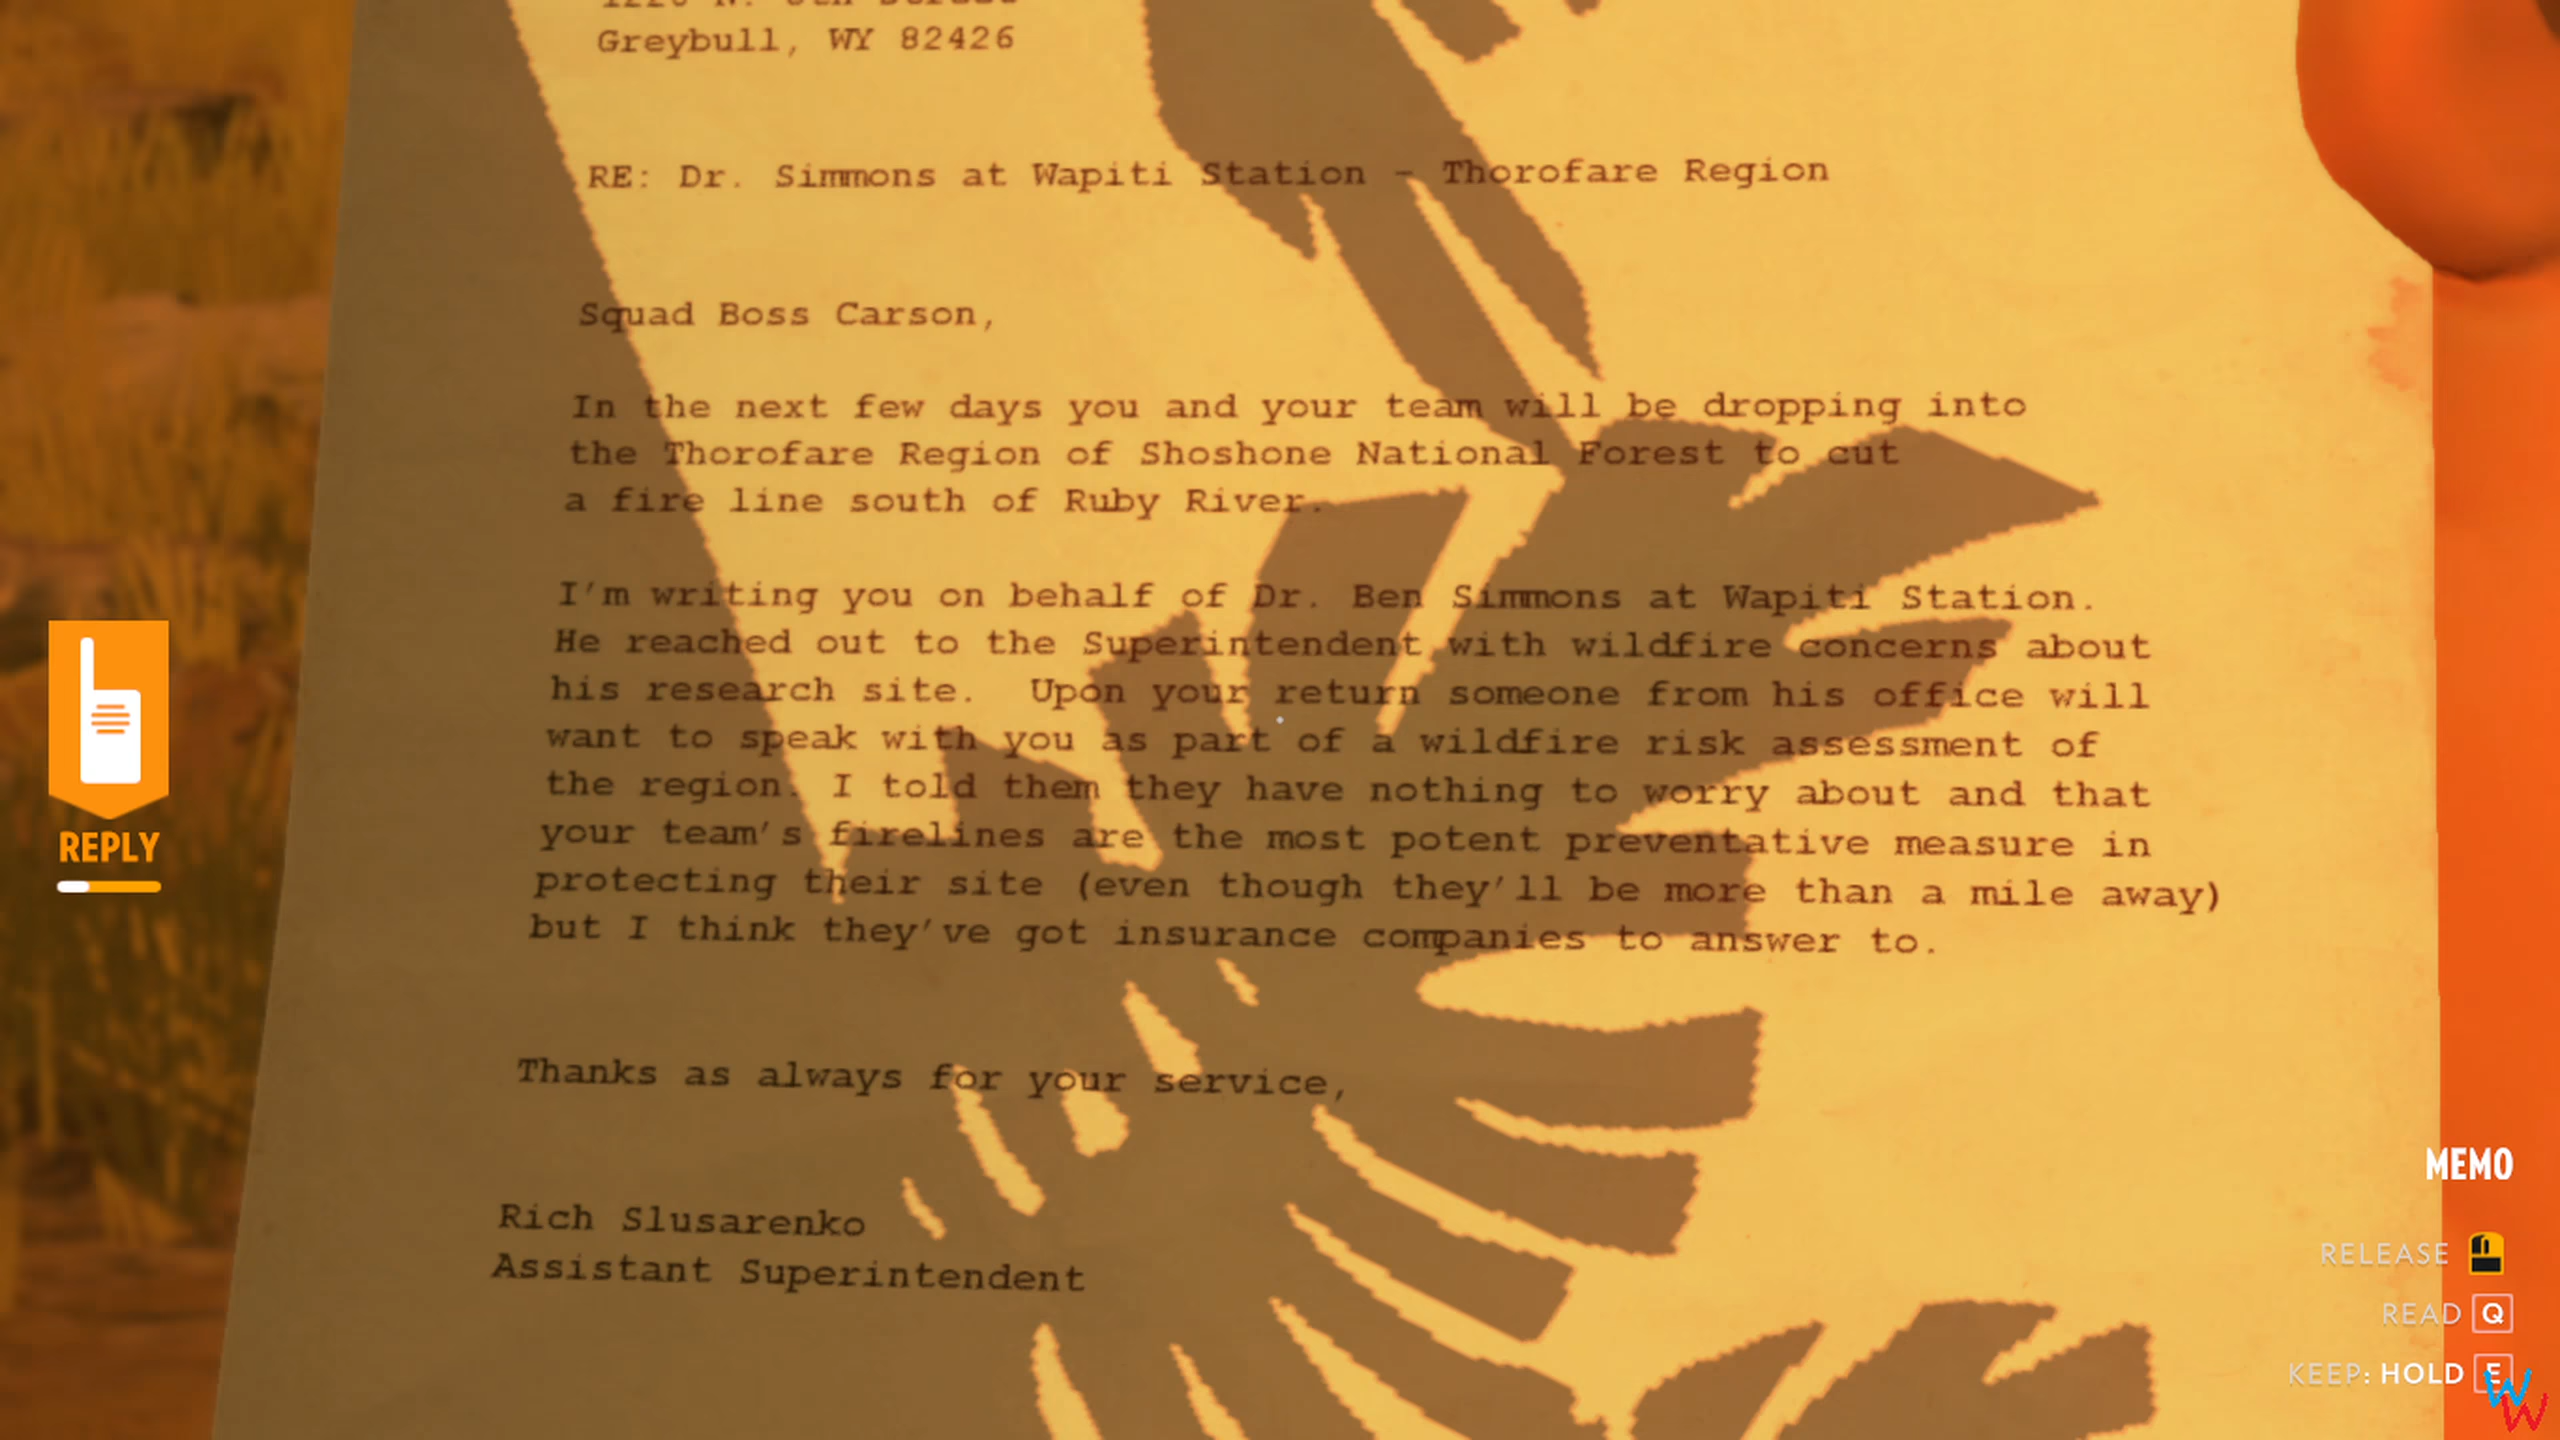 Greybull, WY 82426
RE: Dr. Simmons at Wapiti Station - Thorofare Region
Squad Boss Carson,
In the next few days you and your team will be dropping into
the Thorofare Region of Shoshone National Forest to cut
a fire line south of Ruby River.
I'm writing you on behalf of Dr. Ben Simmons at Wapiti Station.
He reached out to the Superintendent with wildfire concerns about
his research site. Upon your return someone from his office will
want to speak with you as part of a wildfire risk assessment of
the region. I told them they have nothing to worry about and that
your team's firelines are the most potent preventative measure in
protecting their site (even though they'll be more than a mile away)
but I think they've got insurance companies to answer to.
Thanks as always for your service,
Rich Slusarenko
Assistant Superintendent
REPLY
MEMO
RELEASE
READ Q
KEEP: HOLD E
W
W